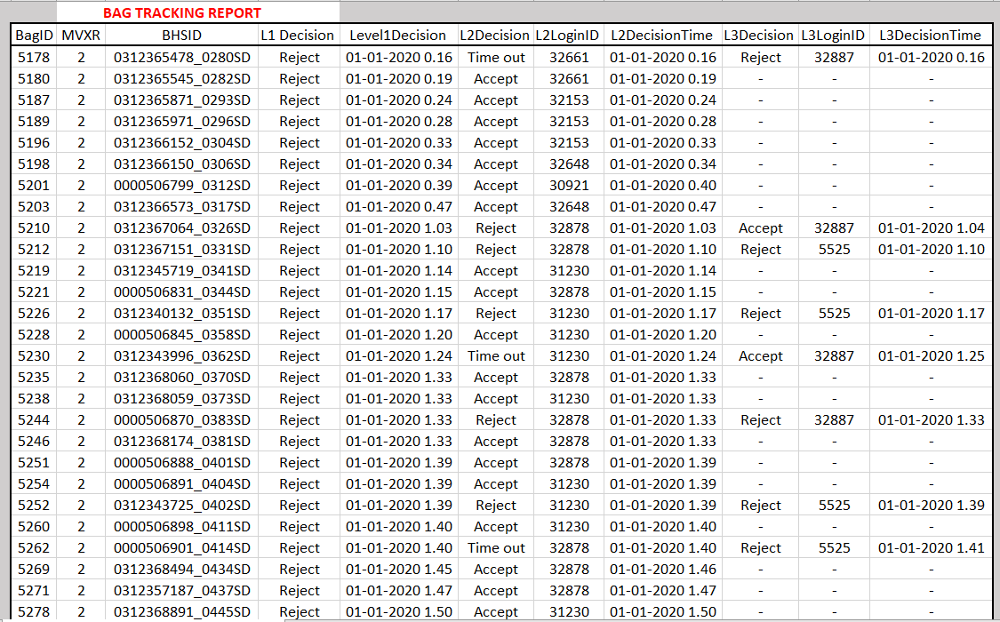 BAG TRACKING REPORT
BagID MVXR BHSID L1 Decision Level1Decision L2Decision L2LoginID L2DecisionTime L3Decision L3LoginID L3DecisionTime
5178 2 0312365478_0280SD Reject 01-01-2020 0.16 Time out 32661 01-01-2020 0.16 Reject 32887 01-01-2020 0.16
5180 2 0312365545_0282SD Reject 01-01-2020 0.19 Accept 32661 01-01-2020 0.19 - - -
5187 2 0312365871_0293SD Reject 01-01-2020 0.24 Accept 32153 01-01-2020 0.24 - - -
5189 2 0312365971_0296SD Reject 01-01-2020 0.28 Accept 32153 01-01-2020 0.28 - - -
5196 2 0312366152_0304SD Reject 01-01-2020 0.33 Accept 32153 01-01-2020 0.33 - - -
5198 2 0312366150_0306SD Reject 01-01-2020 0.34 Accept 32648 01-01-2020 0.34 - - -
5201 2 0000506799_0312SD Reject 01-01-2020 0.39 Accept 30921 01-01-2020 0.40 - - -
5203 2 0312366573_0317SD Reject 01-01-2020 0.47 Accept 32648 01-01-2020 0.47 - - -
5210 2 0312367064_0326SD Reject 01-01-2020 1.03 Reject 32878 01-01-2020 1.03 Accept 32887 01-01-2020 1.04
5212 2 0312367151_0331SD Reject 01-01-2020 1.10 Reject 32878 01-01-2020 1.10 Reject 5525 01-01-2020 1.10
5219 2 0312345719_0341SD Reject 01-01-2020 1.14 Accept 31230 01-01-2020 1.14 - - -
5221 2 0000506831_0344SD Reject 01-01-2020 1.15 Accept 32878 01-01-2020 1.15 - - -
5226 2 0312340132_0351SD Reject 01-01-2020 1.17 Reject 31230 01-01-2020 1.17 Reject 5525 01-01-2020 1.17
5228 2 0000506845_0358SD Reject 01-01-2020 1.20 Accept 31230 01-01-2020 1.20 - - -
5230 2 0312343996_0362SD Reject 01-01-2020 1.24 Time out 31230 01-01-2020 1.24 Accept 32887 01-01-2020 1.25
5235 2 0312368060_0370SD Reject 01-01-2020 1.33 Accept 32878 01-01-2020 1.33 - - -
5238 2 0312368059_0373SD Reject 01-01-2020 1.33 Accept 31230 01-01-2020 1.33 - - -
5244 2 0000506870_0383SD Reject 01-01-2020 1.33 Reject 32878 01-01-2020 1.33 Reject 32887 01-01-2020 1.33
5246 2 0312368174_0381SD Reject 01-01-2020 1.33 Accept 32878 01-01-2020 1.33 - - -
5251 2 0000506888_0401SD Reject 01-01-2020 1.39 Accept 32878 01-01-2020 1.39 - - -
5254 2 0000506891_0404SD Reject 01-01-2020 1.39 Accept 31230 01-01-2020 1.39 - - -
5252 2 0312343725_0402SD Reject 01-01-2020 1.39 Reject 31230 01-01-2020 1.39 Reject 5525 01-01-2020 1.39
5260 2 0000506898_0411SD Reject 01-01-2020 1.40 Accept 31230 01-01-2020 1.40 - - -
5262 2 0000506901_0414SD Reject 01-01-2020 1.40 Time out 32878 01-01-2020 1.40 Reject 5525 01-01-2020 1.41
5269 2 0312368494_0434SD Reject 01-01-2020 1.45 Accept 32878 01-01-2020 1.46 - - -
5271 2 0312357187_0437SD Reject 01-01-2020 1.47 Accept 32878 01-01-2020 1.47 - - -
5278 2 0312368891_0445SD Reject 01-01-2020 1.50 Accept 31230 01-01-2020 1.50 - - -